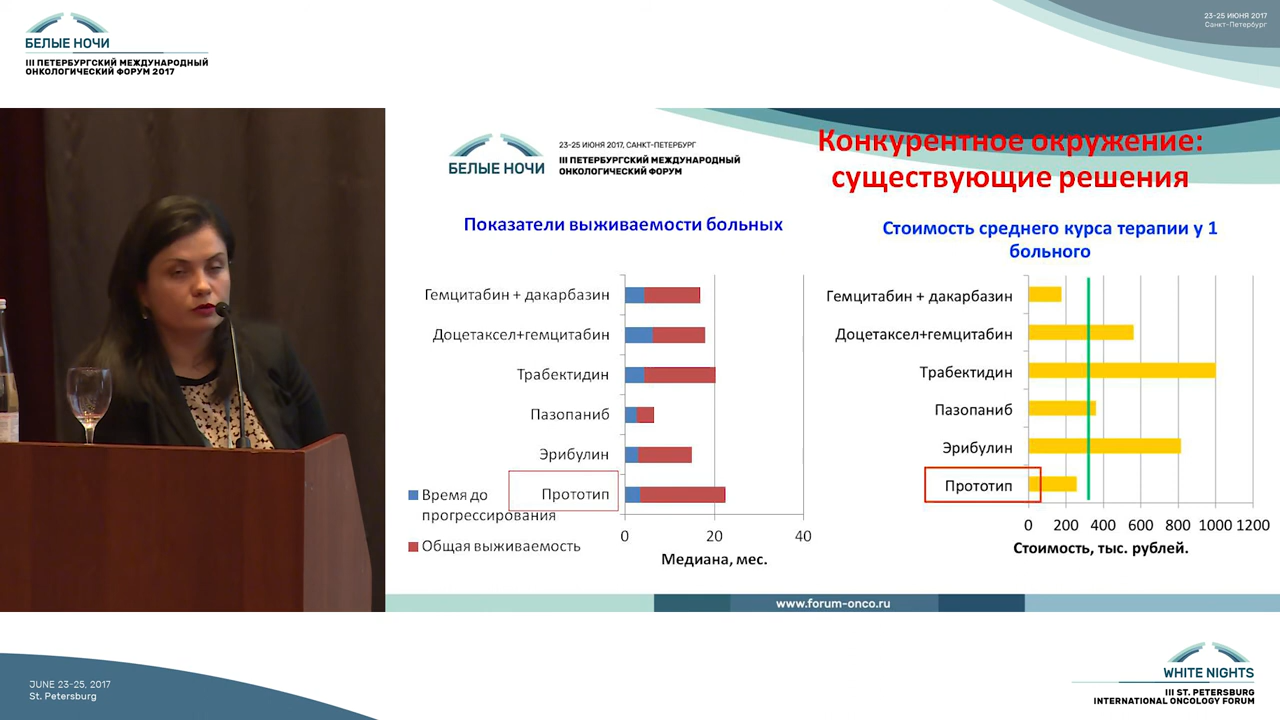 БЕЛЫЕ НОЧИ
III ПЕТЕРБУРГСКИЙ МЕЖДУНАРОДНЫЙ
ОНКОЛОГИЧЕСКИЙ ФОРУМ 2017
23-25 ИЮНЯ 2017
Санкт-Петербург
БЕЛЫЕ НОЧИ
23-25 ИЮНЯ 2017, САНКТ-ПЕТЕРБУРГ
III ПЕТЕРБУРГСКИЙ МЕЖДУНАРОДНЫЙ
ОНКОЛОГИЧЕСКИЙ ФОРУМ
Конкурентное окружение:
существующие решения
Показатели выживаемости больных
Гемцитабин + дакарбазин
Доцетаксел+гемцитабин
Трабектидин
Пазопаниб
Эрибулин
Прототип
Время до
прогрессирования
Общая выживаемость
0 20 40
Медиана, мес.
Стоимость среднего курса терапии у 1
больного
Гемцитабин + дакарбазин
Доцетаксел+гемцитабин
Трабектидин
Пазопаниб
Эрибулин
Прототип
0 200 400 600 800 1000 1200
Стоимость, тыс. рублей.
www.forum-onco.ru
JUNE 23-25, 2017
St. Petersburg
WHITE NIGHTS
III ST. PETERSBURG
INTERNATIONAL ONCOLOGY FORUM